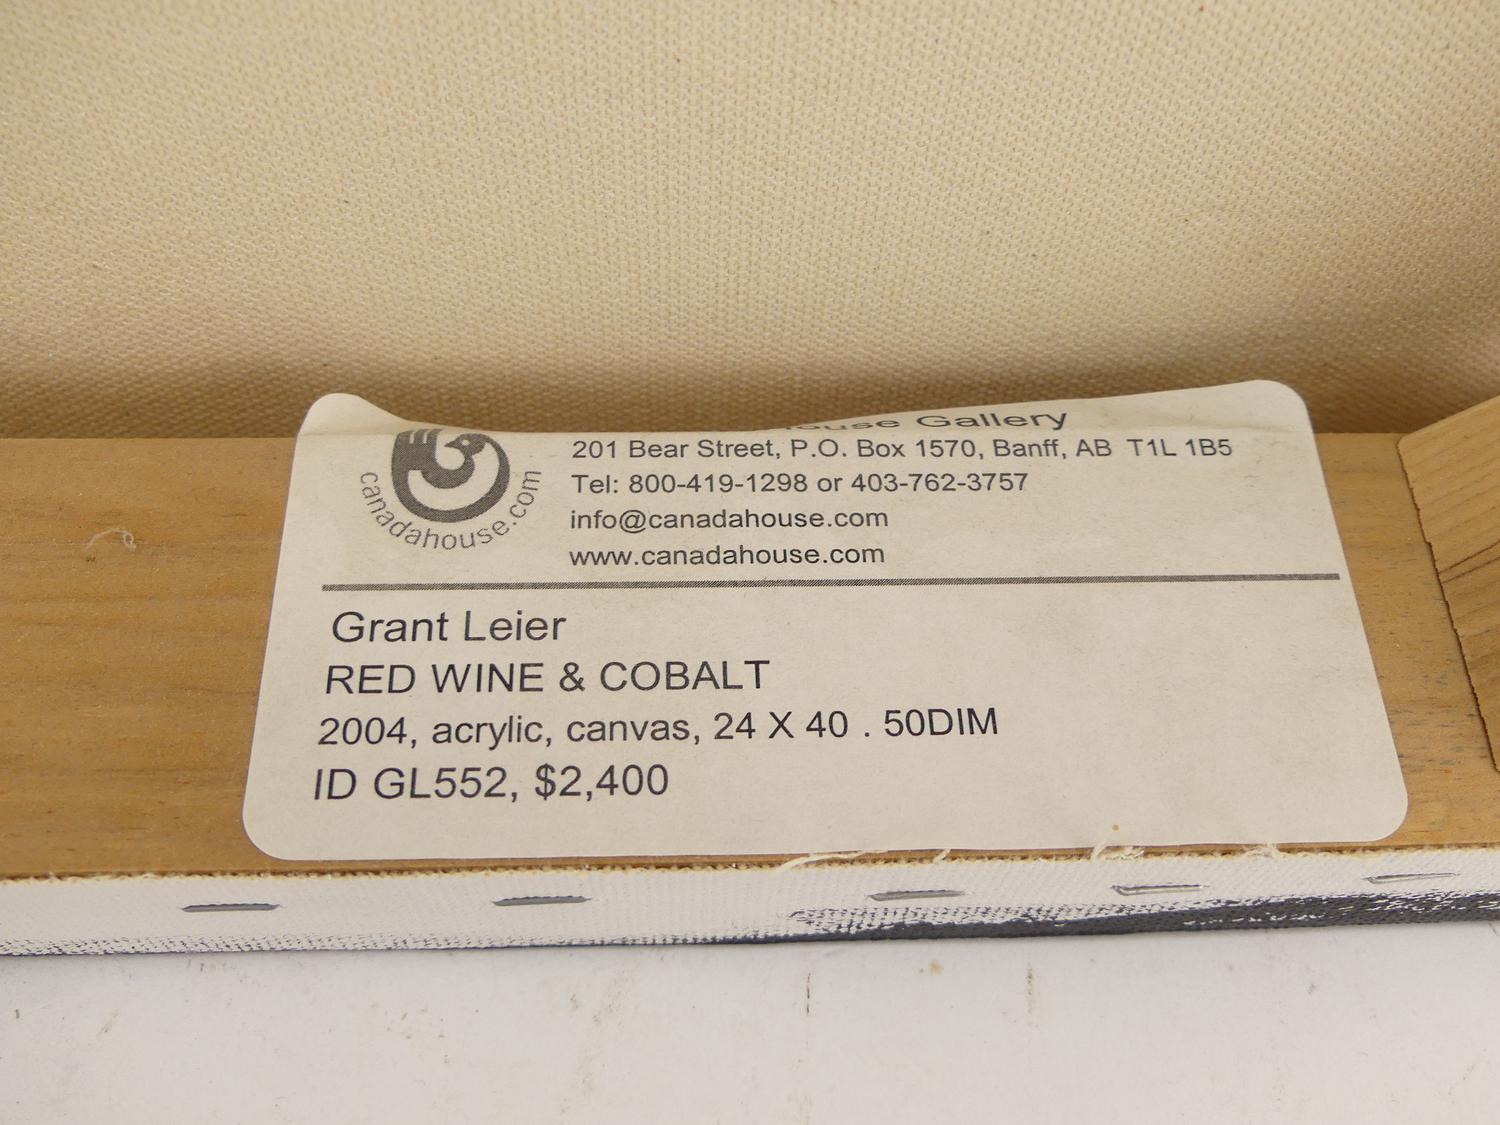 Gallery
201 Bear Street, P.O. Box 1570, Banff, AB T1L 1B5
Tel: 800-419-1298 or 403-762-3757
info@canadahouse.com
www.canadahouse.com
canadahouse.com
Grant Leier
RED WINE & COBALT
2004, acrylic, canvas, 24 X 40 . 50DIM
ID GL552, $2,400